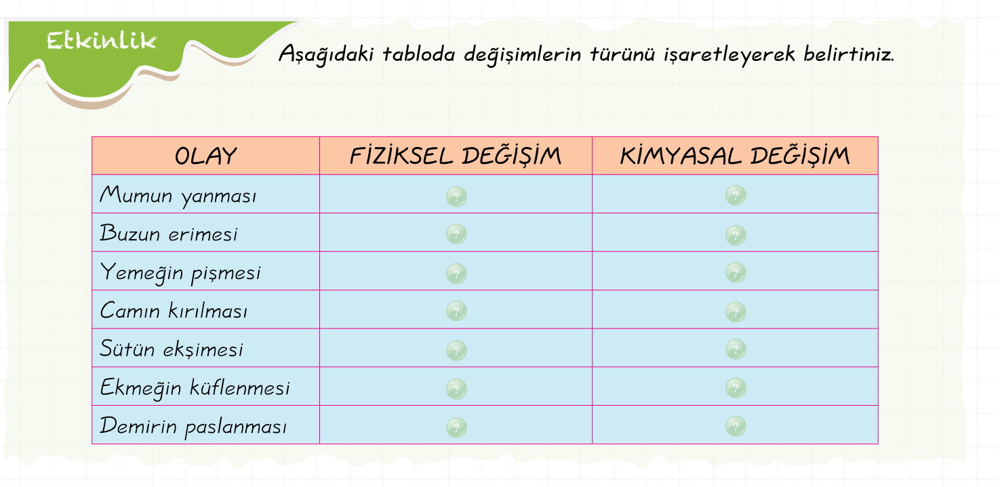 Etkinlik
Aşağıdaki tabloda değişimlerin türünü işaretleyerek belirtiniz.
OLAY FİZİKSEL DEĞİŞİM KİMYASAL DEĞİŞİM
Mumun yanması ? ?
Buzun erimesi ? ?
Yemeğin pişmesi ? ?
Camın kırılması ? ?
Sütün ekşimesi ? ?
Ekmeğin küflenmesi ? ?
Demirin paslanması ? ?